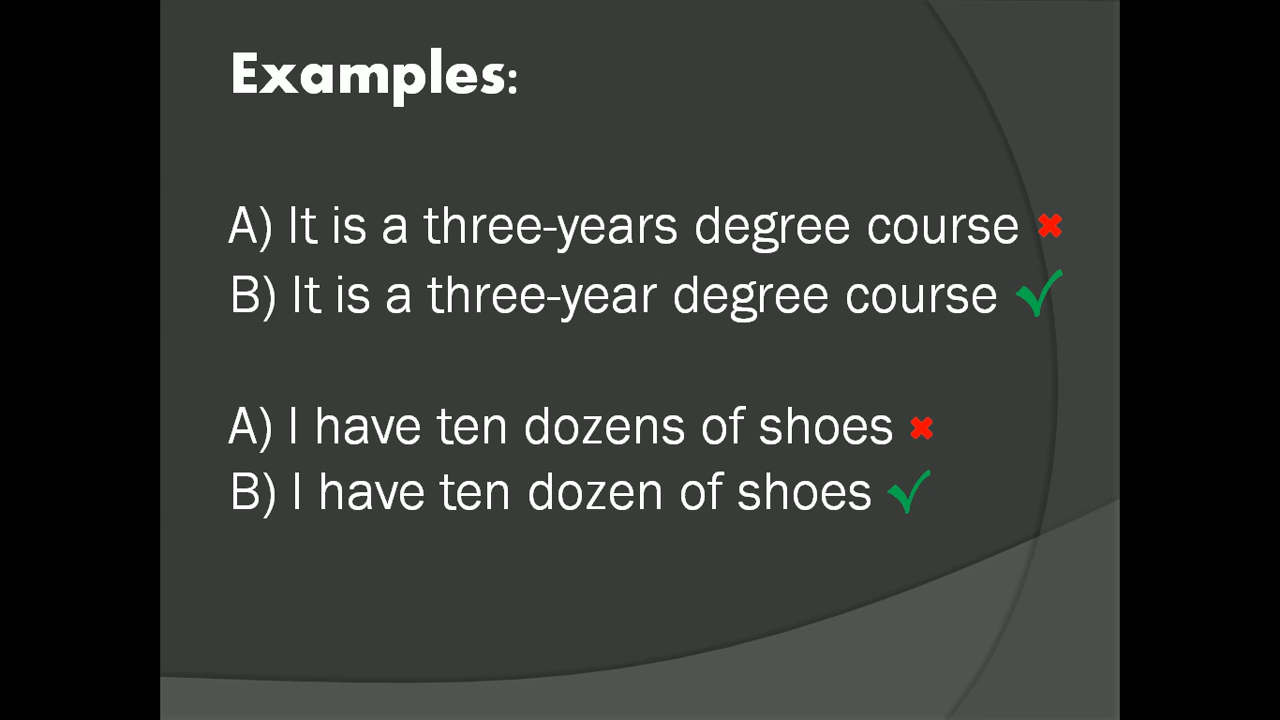 Examples:
A) It is a three-years degree course ✖
B) It is a three-year degree course ✓
A) I have ten dozens of shoes ✖
B) I have ten dozen of shoes ✓